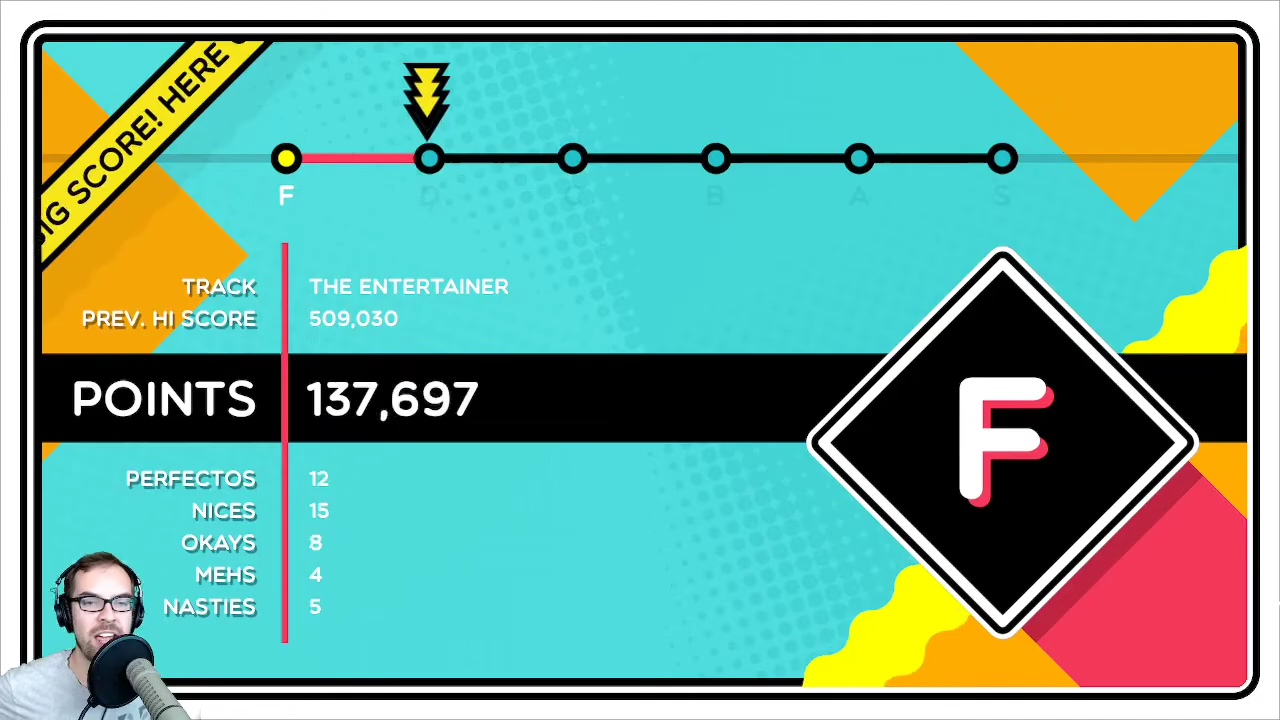 BIG SCORE! HERE
F D C B A S
TRACK THE ENTERTAINER
PREV. HI SCORE 509,030
POINTS 137,697
F
PERFECTOS 12
NICES 15
OKAYS 8
MEHS 4
NASTIES 5